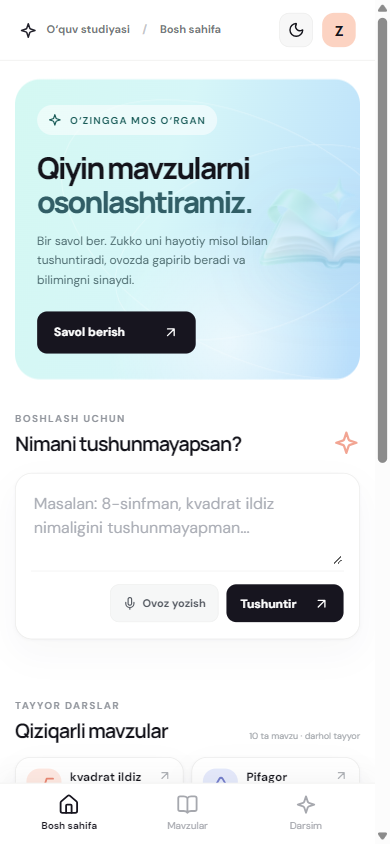 O‘quv studiyasi / Bosh sahifa
Z
O‘ZINGGA MOS O‘RGAN
Qiyin mavzularni
osonlashtiramiz.
Bir savol ber. Zukko uni hayotiy misol bilan
tushuntiradi, ovozda gapirib beradi va
bilimingni sinaydi.
Savol berish
BOSHLASH UCHUN
Nimani tushunmayapsan?
Masalan: 8-sinfman, kvadrat ildiz
nimaligini tushunmayapman...
Ovoz yozish
Tushuntir
TAYYOR DARSLAR
Qiziqarli mavzular
10 ta mavzu · darhol tayyor
kvadrat ildiz
Pifagor
Bosh sahifa
Mavzular
Darsim